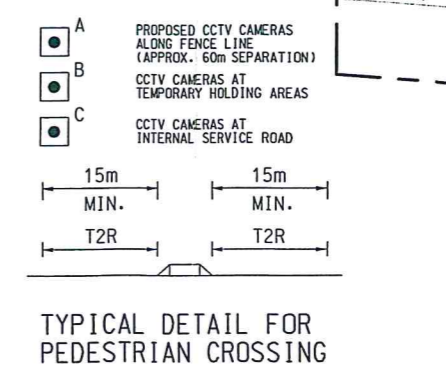 A
PROPOSED CCTV CAMERAS
ALONG FENCE LINE
(APPROX. 60m SEPARATION)
B
CCTV CAMERAS AT
TEMPORARY HOLDING AREAS
C
CCTV CAMERAS AT
INTERNAL SERVICE ROAD
15m 15m
MIN. MIN.
T2R T2R
TYPICAL DETAIL FOR
PEDESTRIAN CROSSING